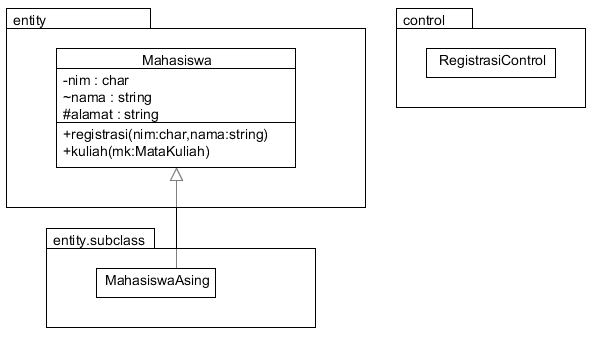 entity
Mahasiswa
-nim : char
~nama : string
#alamat : string
+registrasi(nim:char,nama:string)
+kuliah(mk:MataKuliah)
control
RegistrasiControl
entity.subclass
MahasiswaAsing